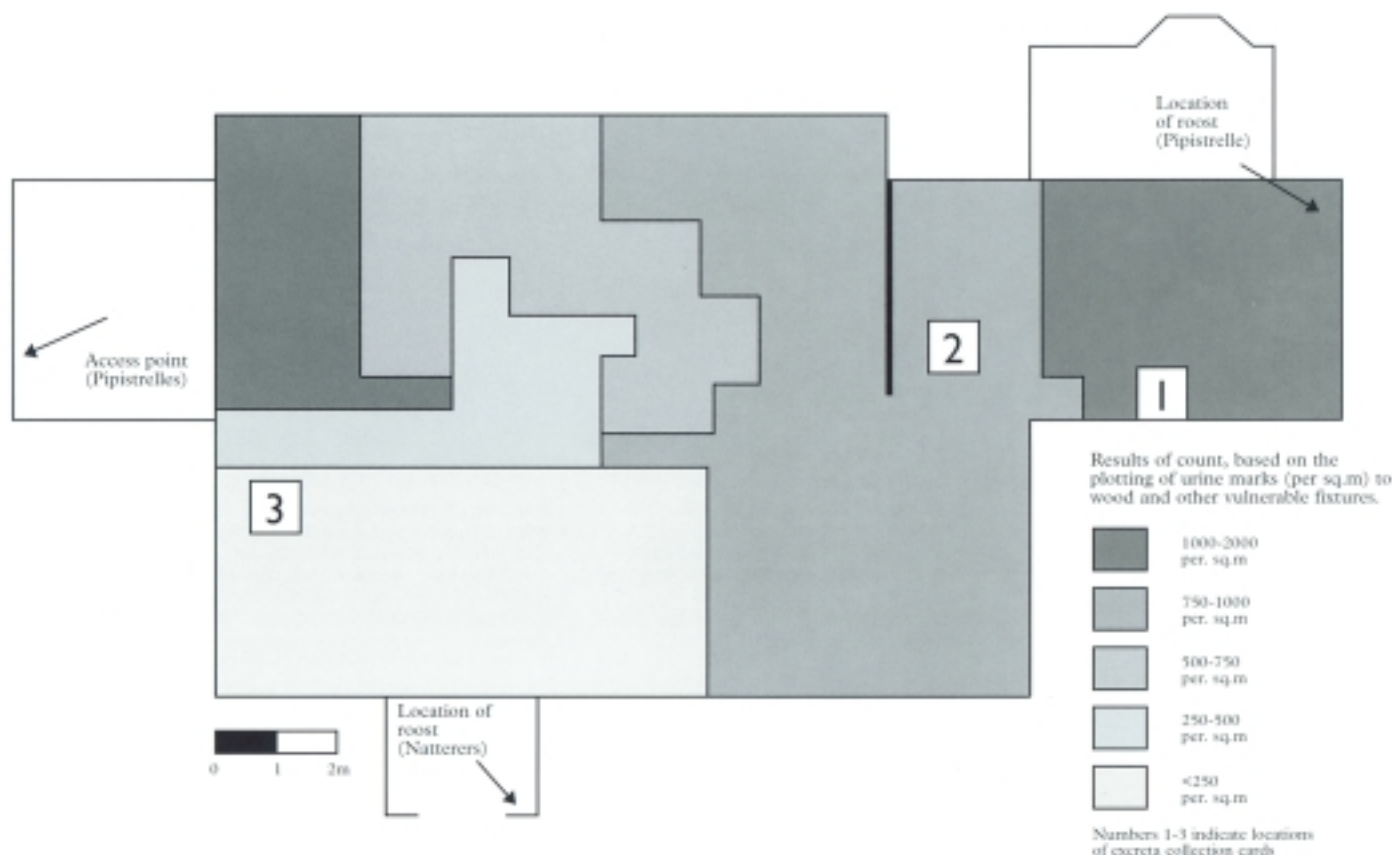 Location
of roost
(Pipistrelle)
Access point
(Pipistrelles)
2
1
3
Results of count, based on the
plotting of urine marks (per sq.m) to
wood and other vulnerable fixtures.
1000-2000
per. sq.m
750-1000
per. sq.m
500-750
per. sq.m
250-500
per. sq.m
<250
per. sq.m
Numbers 1-3 indicate locations
of excreta collection cards
Location of
roost
(Natterers)
0 1 2m